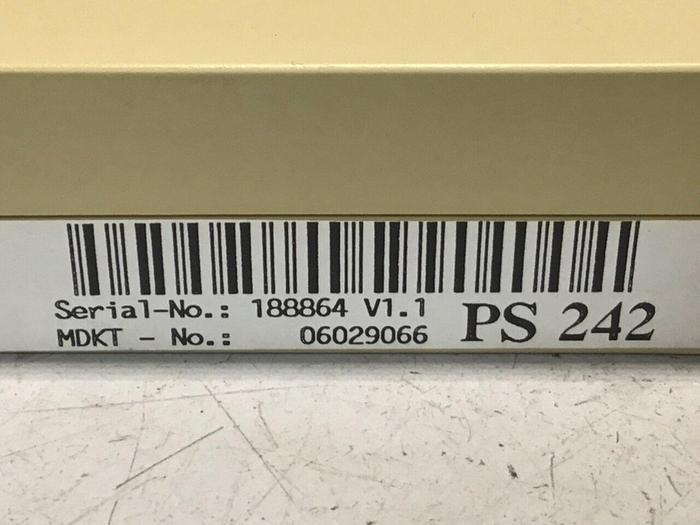 Serial-No.: 188864 V1.1
MDKT - No.: 06029066
PS 242